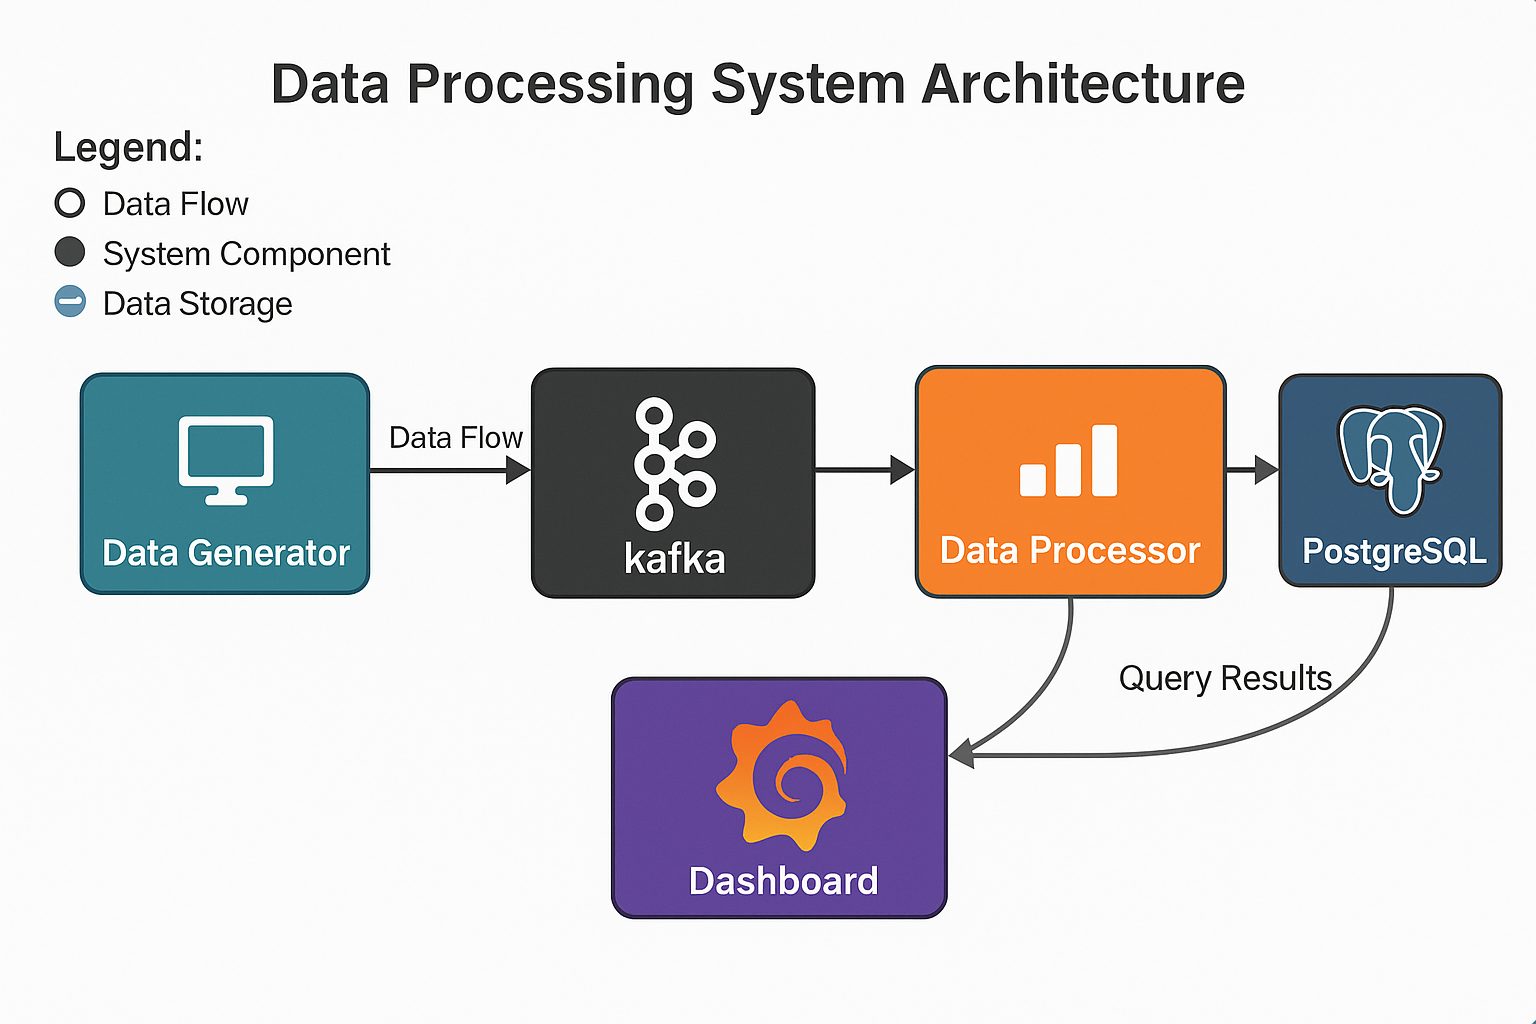 Data Processing System Architecture
Legend:
Data Flow
System Component
Data Storage
Data Flow
Data Generator
kafka
Data Processor
PostgreSQL
Query Results
Dashboard